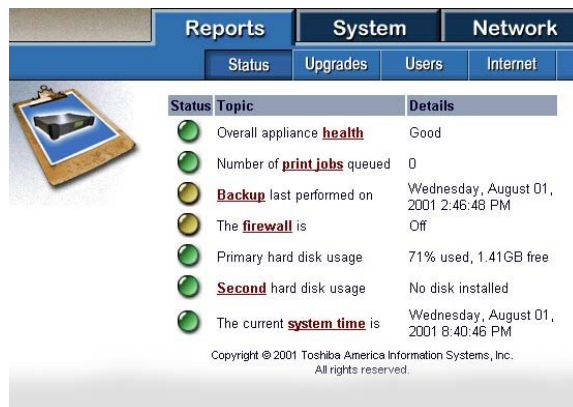 Reports System Network
Status Upgrades Users Internet
Status Topic Details
Overall appliance health Good
Number of print jobs queued 0
Backup last performed on Wednesday, August 01,
2001 2:46:48 PM
The firewall is Off
Primary hard disk usage 71% used, 1.41GB free
Second hard disk usage No disk installed
The current system time is Wednesday, August 01,
2001 8:40:46 PM
Copyright © 2001 Toshiba America Information Systems, Inc.
All rights reserved.